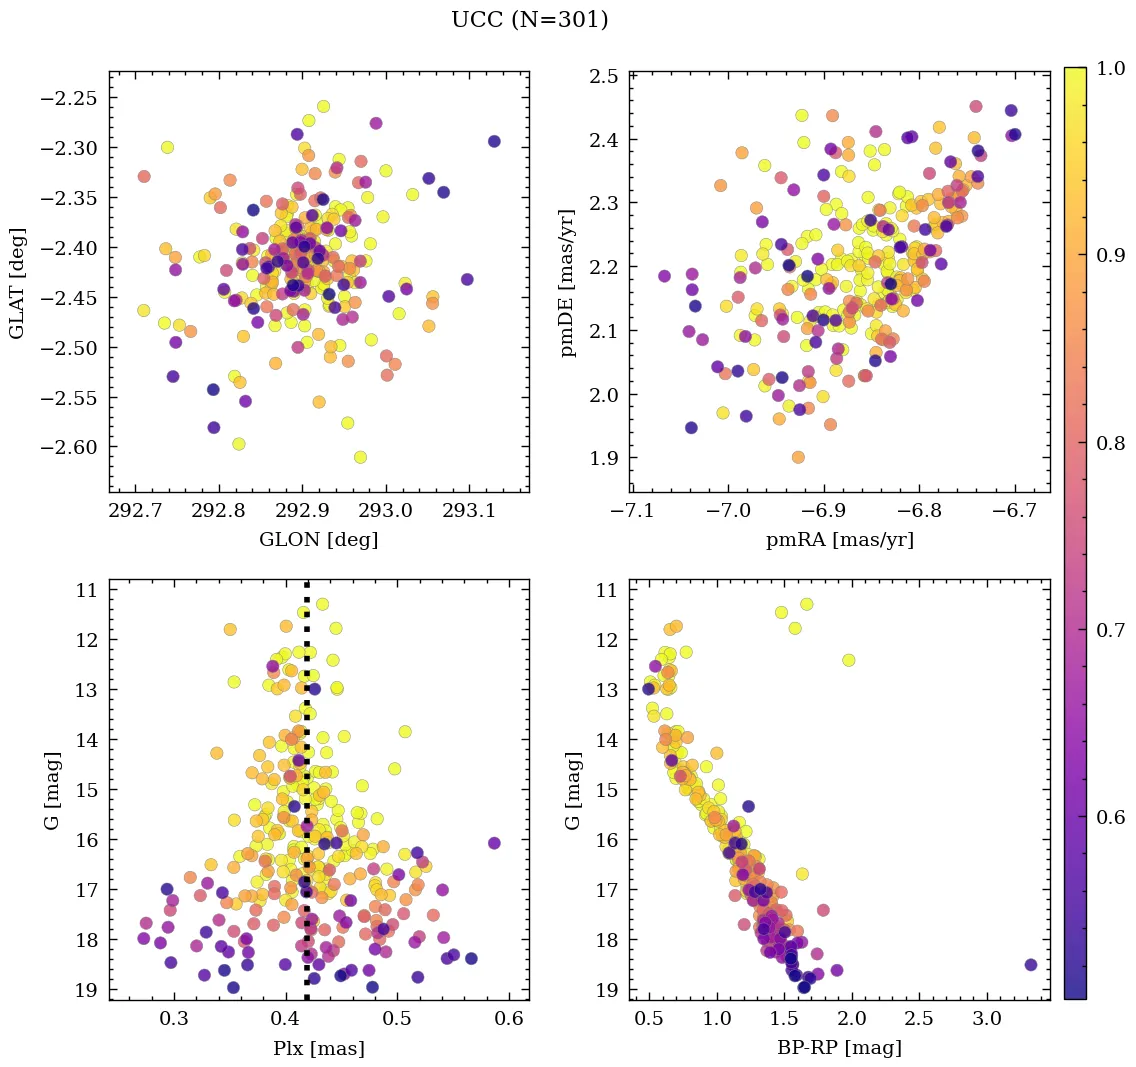 UCC (N=301)
−2.25
−2.30
−2.35
−2.40
−2.45
−2.50
−2.55
−2.60
GLAT [deg]
292.7 292.8 292.9 293.0 293.1
GLON [deg]
2.5
2.4
2.3
2.2
2.1
2.0
1.9
pmDE [mas/yr]
−7.1 −7.0 −6.9 −6.8 −6.7
pmRA [mas/yr]
1.0
0.9
0.8
0.7
0.6
11
12
13
14
15
16
17
18
19
G [mag]
0.3 0.4 0.5 0.6
Plx [mas]
11
12
13
14
15
16
17
18
19
G [mag]
0.5 1.0 1.5 2.0 2.5 3.0
BP-RP [mag]